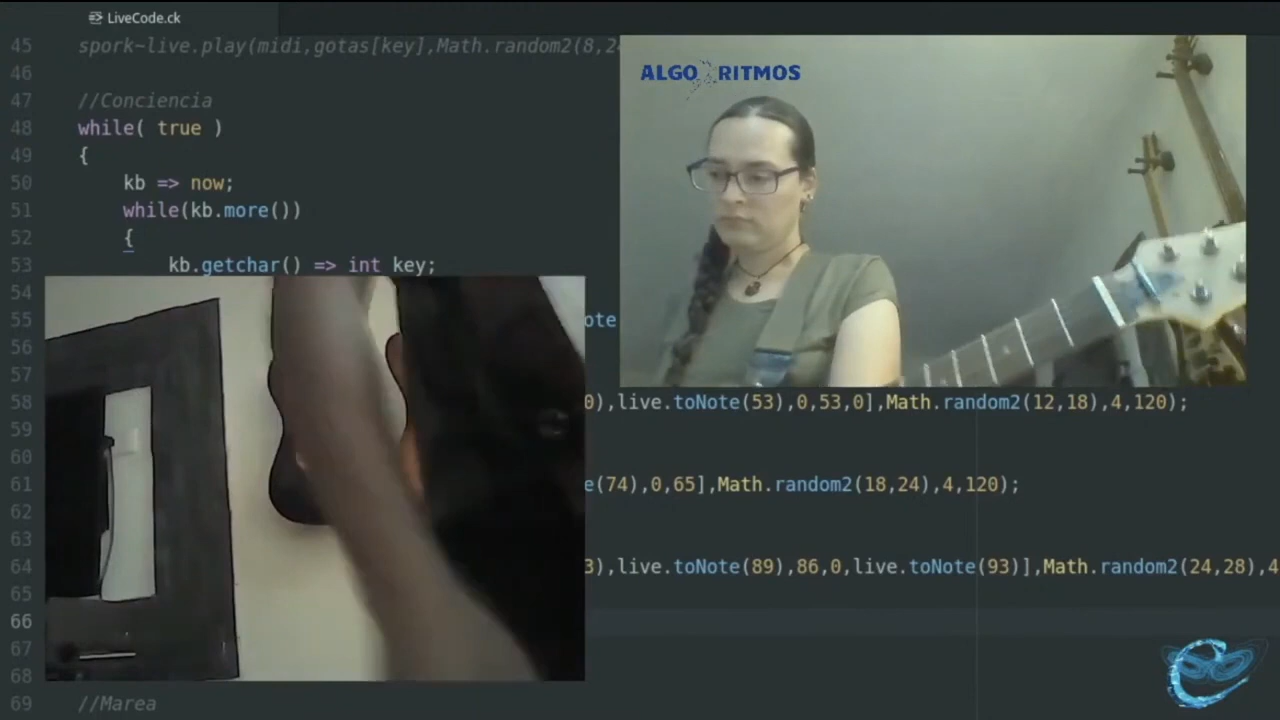 LiveCode.ck
45 spork~live.play(midi,gotas[key],Math.random2(8,24
46
ALGO RITMOS
47 //Conciencia
48 while( true )
49 {
50 kb => now;
51 while(kb.more())
52 {
53 kb.getchar() => int key;
54
55 ote
56
57
58 0),live.toNote(53),0,53,0],Math.random2(12,18),4,120);
59
60
61 e(74),0,65],Math.random2(18,24),4,120);
62
63
64 3),live.toNote(89),86,0,live.toNote(93)],Math.random2(24,28),4
65
66
67
68
69 //Marea